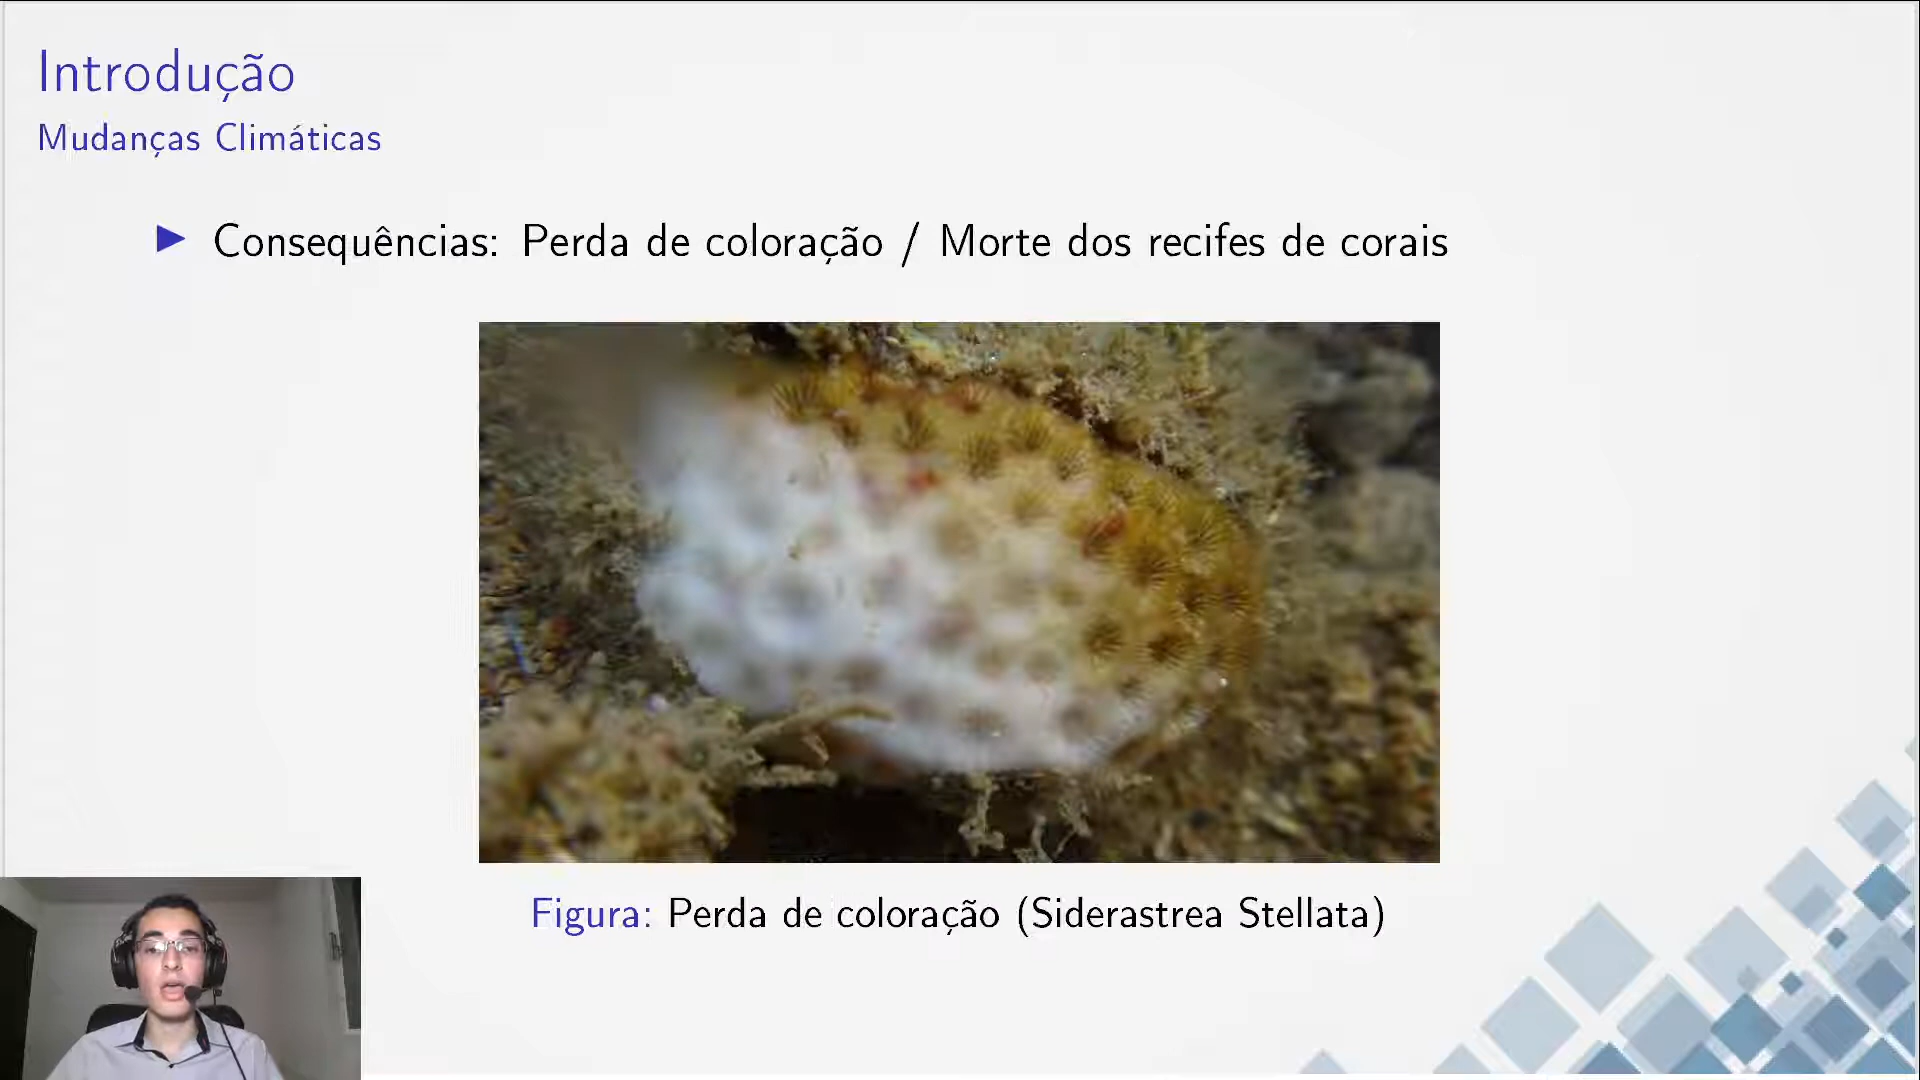 Introdução
Mudanças Climáticas
Consequências: Perda de coloração / Morte dos recifes de corais
Figura: Perda de coloração (Siderastrea Stellata)